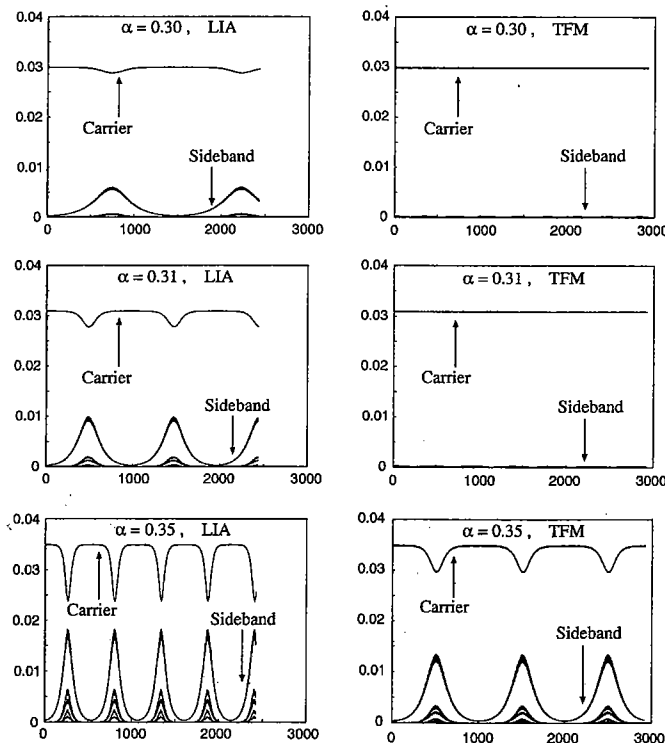 α = 0.30 , LIA
0.04
0.03
0.02
0.01
0
Carrier
Sideband
0 1000 2000 3000
α = 0.30 , TFM
0.04
0.03
0.02
0.01
0
Carrier
Sideband
0 1000 2000 3000
α = 0.31 , LIA
0.04
0.03
0.02
0.01
0
Carrier
Sideband
0 1000 2000 3000
α = 0.31 , TFM
0.04
0.03
0.02
0.01
0
Carrier
Sideband
0 1000 2000 3000
α = 0.35 , LIA
0.04
0.03
0.02
0.01
0
Carrier
Sideband
0 1000 2000 3000
α = 0.35 , TFM
0.04
0.03
0.02
0.01
0
Carrier
Sideband
0 1000 2000 3000